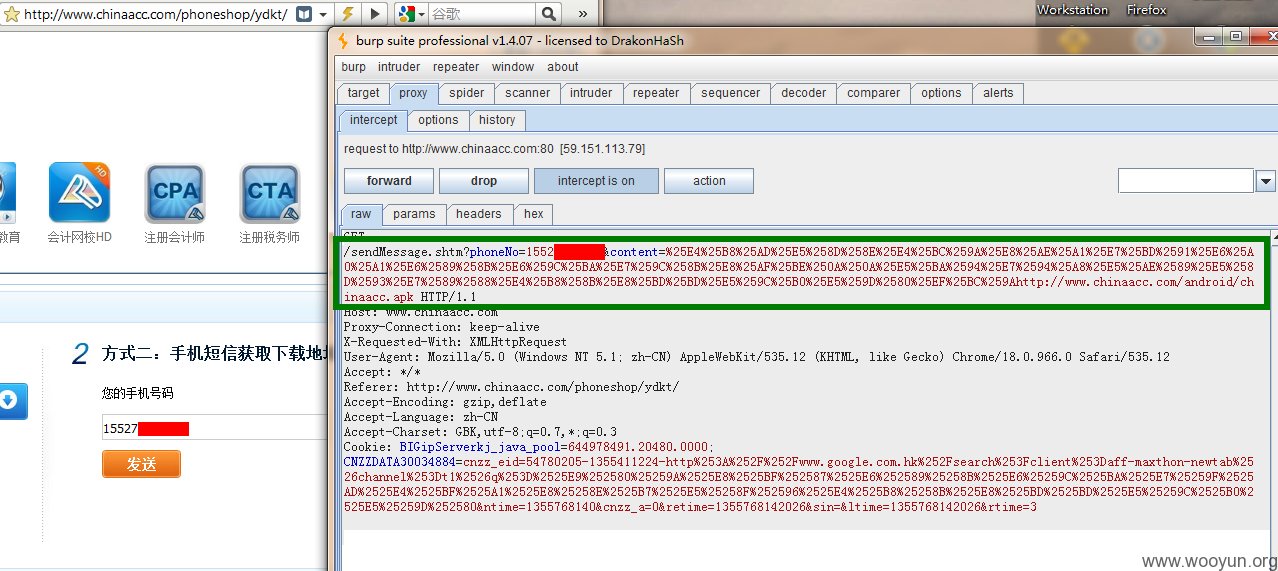 http://www.chinaacc.com/phoneshop/ydkt/
谷歌
»
Workstation
Firefox
burp suite professional v1.4.07 - licensed to DrakonHaSh
burp intruder repeater window about
target proxy spider scanner intruder repeater sequencer decoder comparer options alerts
intercept options history
request to http://www.chinaacc.com:80 [59.151.113.79]
forward drop intercept is on action
raw params headers hex
GET
/sendMessage.shtm?phoneNo=1552 &content=%25E4%25B8%25AD%25E5%258D%258E%25E4%25BC%259A%25E8%25AE%25A1%25E7%25BD%2591%25E6%25A
0%25A1%25E6%2589%258B%25E6%259C%25BA%25E7%259C%258B%25E8%25AF%25BE%250A%250A%25E5%25BA%2594%25E7%2594%25A8%25E5%25AE%2589%25E5%258D
D%2593%25E7%2589%2588%25E4%25B8%258B%25E8%25BD%25BD%25E5%259C%25B0%25E5%259D%2580%25EF%25BC%259Ahttp://www.chinaacc.com/android/ch
inaacc.apk HTTP/1.1
Host: www.chinaacc.com
Proxy-Connection: keep-alive
X-Requested-With: XMLHttpRequest
User-Agent: Mozilla/5.0 (Windows NT 5.1; zh-CN) AppleWebKit/535.12 (KHTML, like Gecko) Chrome/18.0.966.0 Safari/535.12
Accept: */*
Referer: http://www.chinaacc.com/phoneshop/ydkt/
Accept-Encoding: gzip,deflate
Accept-Language: zh-CN
Accept-Charset: GBK,utf-8;q=0.7,*;q=0.3
Cookie: BIGipServerkj_java_pool=644978491.20480.0000;
CNZZDATA30034884=cnzz_eid=54780205-1355411224-http%253A%252F%252Fwww.google.com.hk%252Fsearch%253Fclient%253Daff-maxthon-newtab%25
26channel%253Dt1%2526q%253D%2525E9%252580%25259A%2525E8%2525BF%252587%2525E6%252589%25258B%2525E6%25259C%2525BA%2525E7%25259F%2525
AD%2525E4%2525BF%2525A1%2525E8%25258E%2525B7%2525E5%25258F%252596%2525E4%2525B8%25258B%2525E8%2525BD%2525BD%2525E5%25259C%2525B0%2
525E5%25259D%252580&ntime=1355768140&cnzz_a=0&retime=1355768142026&sin=&ltime=1355768142026&rtime=3
HD
CPA
CTA
教育
会计网校HD
注册会计师
注册税务师
2 方式二：手机短信获取下载地
您的手机号码
15527
发送
www.wooyun.org